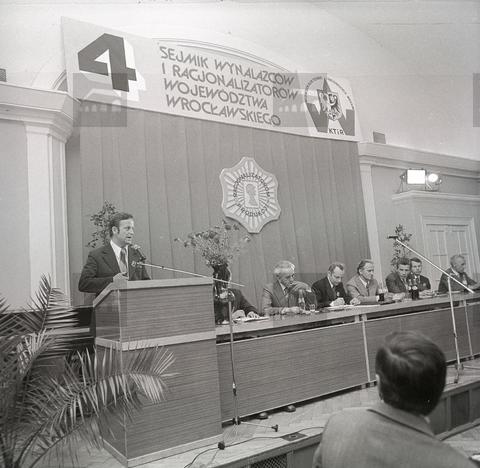 4 SEJMIK WYNALAZCÓW
I RACJONALIZATORÓW
WOJEWÓDZTWA
WROCŁAWSKIEGO
KTiR